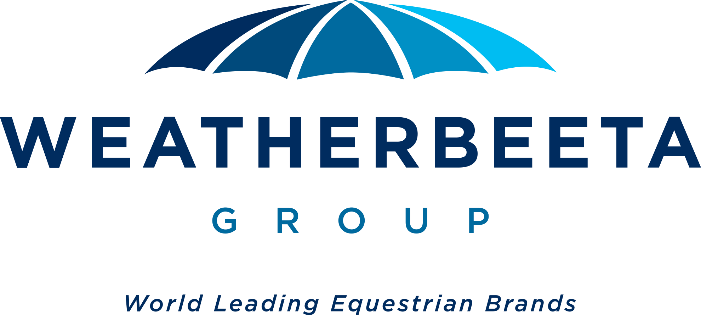 WEATHERBEETA
GROUP
World Leading Equestrian Brands